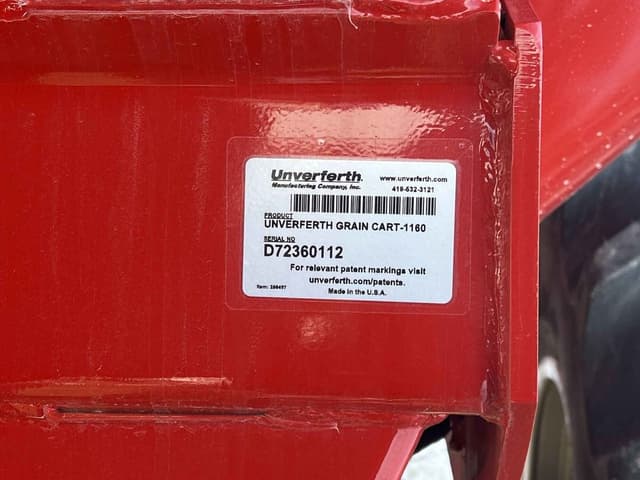 Unverferth. www.unverferth.com
Manufacturing Company, Inc. 419-532-3121
PRODUCT
UNVERFERTH GRAIN CART-1160
SERIAL NO
D72360112
For relevant patent markings visit
unverferth.com/patents.
Made in the U.S.A.